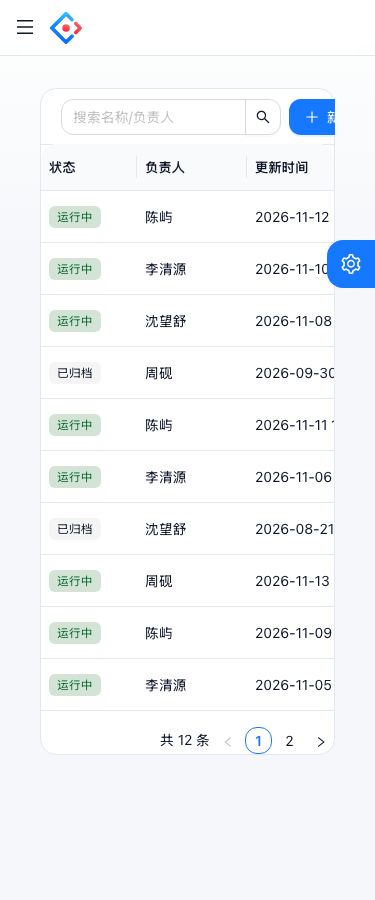 搜索名称/负责人 新
状态 负责人 更新时间
运行中 陈屿 2026-11-12
运行中 李清源 2026-11-10
运行中 沈望舒 2026-11-08
已归档 周砚 2026-09-30
运行中 陈屿 2026-11-11 1
运行中 李清源 2026-11-06
已归档 沈望舒 2026-08-21
运行中 周砚 2026-11-13
运行中 陈屿 2026-11-09
运行中 李清源 2026-11-05
共 12 条 1 2